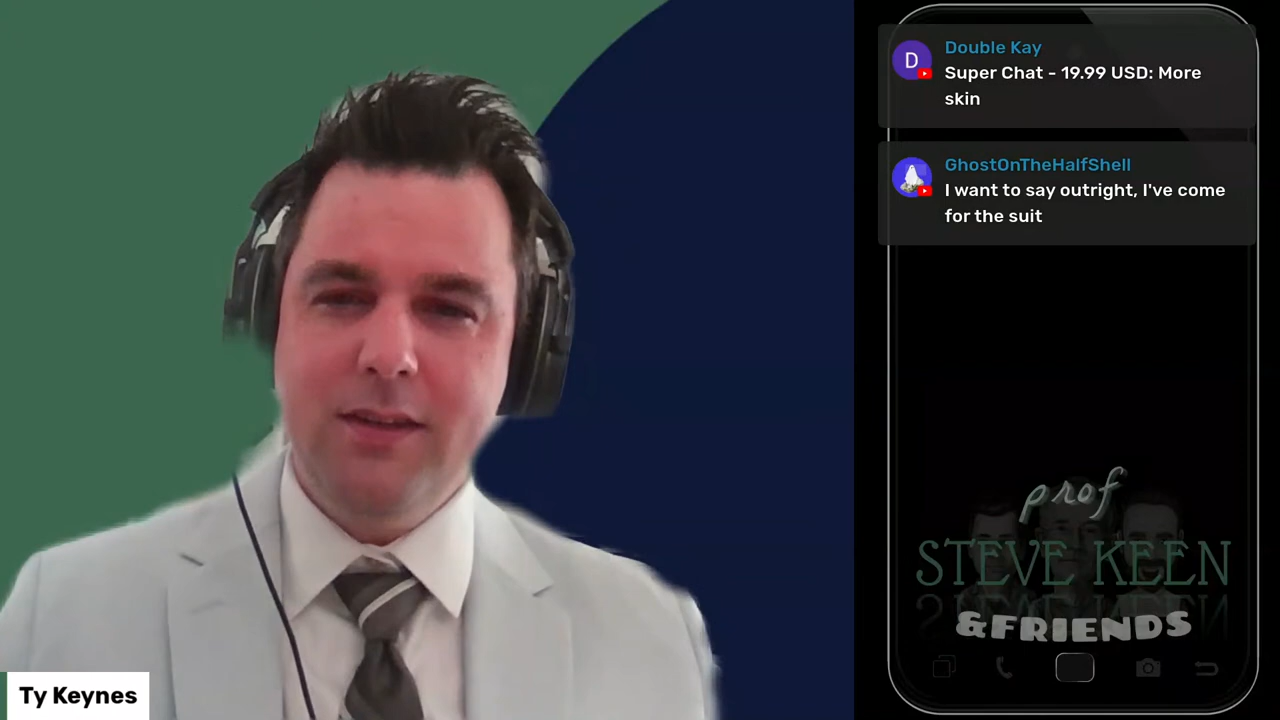 Double Kay
Super Chat - 19.99 USD: More
skin
GhostOnTheHalfShell
I want to say outright, I've come
for the suit
D
prof
STEVE KEEN
&FRIENDS
Ty Keynes